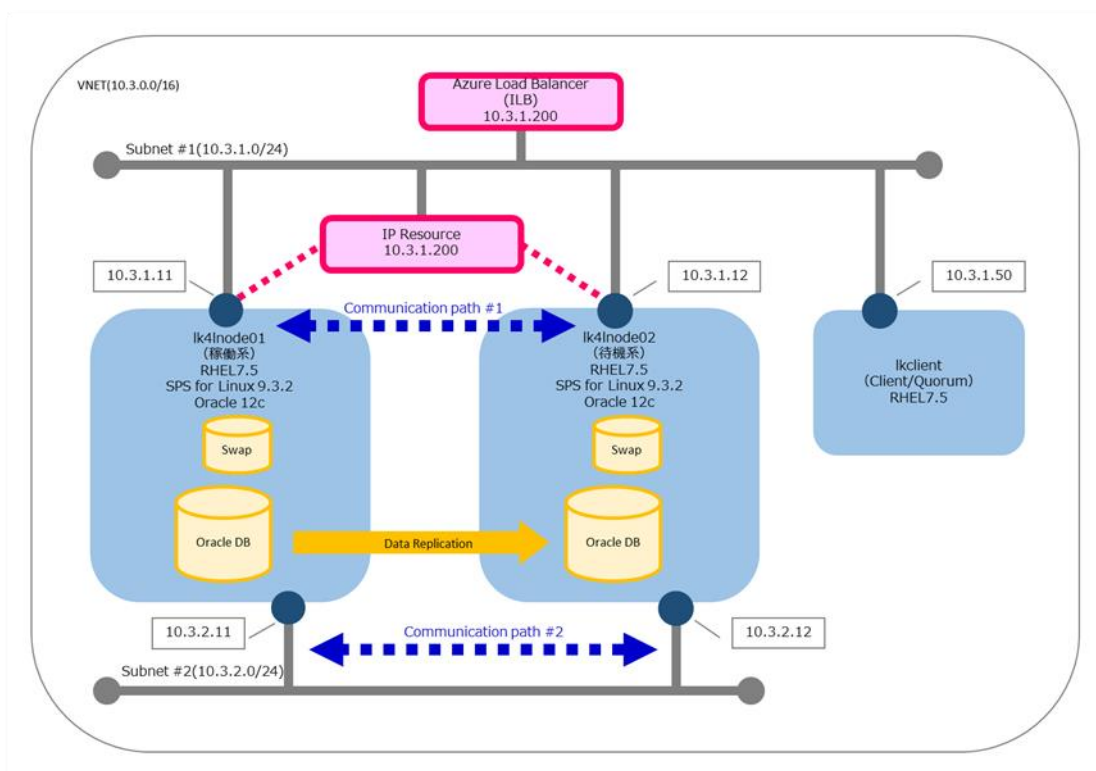 VNET(10.3.0.0/16)
Azure Load Balancer
(ILB)
10.3.1.200
Subnet #1(10.3.1.0/24)
IP Resource
10.3.1.200
10.3.1.11
10.3.1.12
10.3.1.50
Communication path #1
lk4lnode01
（稼働系）
RHEL7.5
SPS for Linux 9.3.2
Oracle 12c
lk4lnode02
（待機系）
RHEL7.5
SPS for Linux 9.3.2
Oracle 12c
lkclient
（Client/Quorum）
RHEL7.5
Swap
Swap
Oracle DB
Data Replication
Oracle DB
10.3.2.11
Communication path #2
10.3.2.12
Subnet #2(10.3.2.0/24)